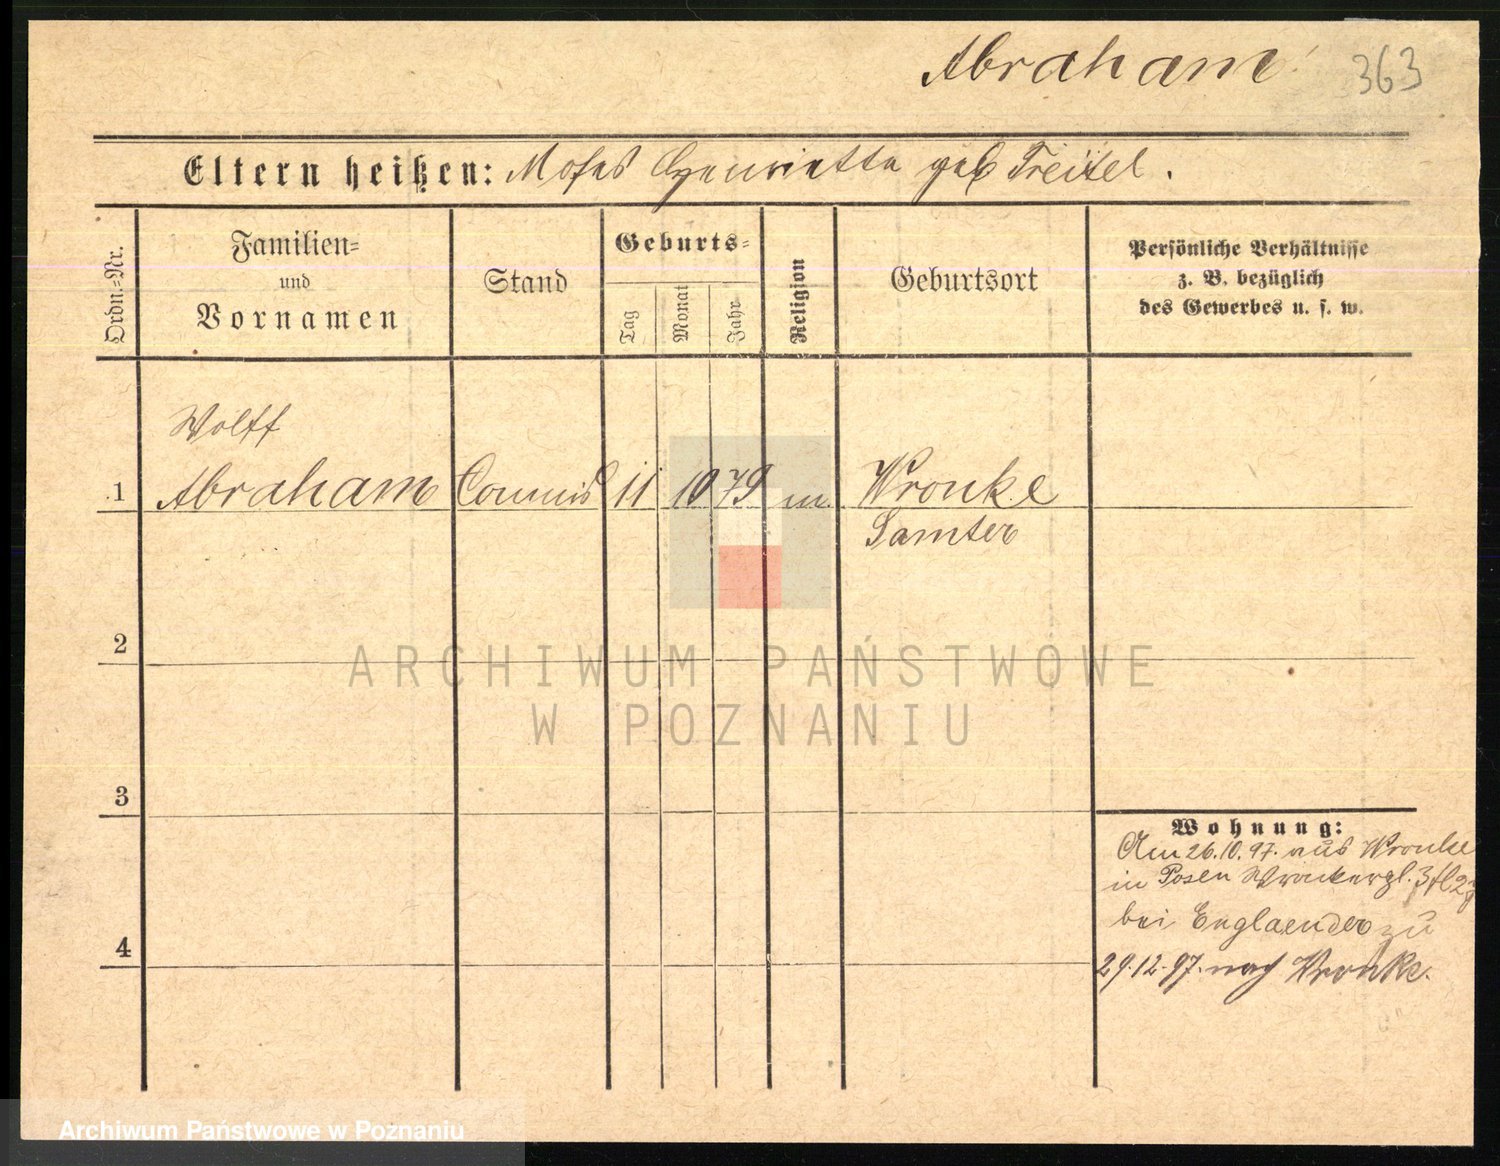 Abraham 363
Eltern heißen: Moses Henriette geb Treitel.
Ordn.-Nr.
Familien-
und
Vornamen
Stand
Geburts-
Tag
Monat
Jahr
Religion
Geburtsort
Persönliche Verhältnisse
z. B. bezüglich
des Gewerbes u. s. w.
Wolff
1 Abraham Commis 11 10 79 m. Wronke
Samter
2
ARCHIWUM PAŃSTWOWE
W POZNANIU
3
Wohnung:
Am 26.10.97. aus Wronke
in Posen Wronkerpl. 3
bei Englaender zu
4
29.12.97. nach Wronke.
Archiwum Państwowe w Poznaniu